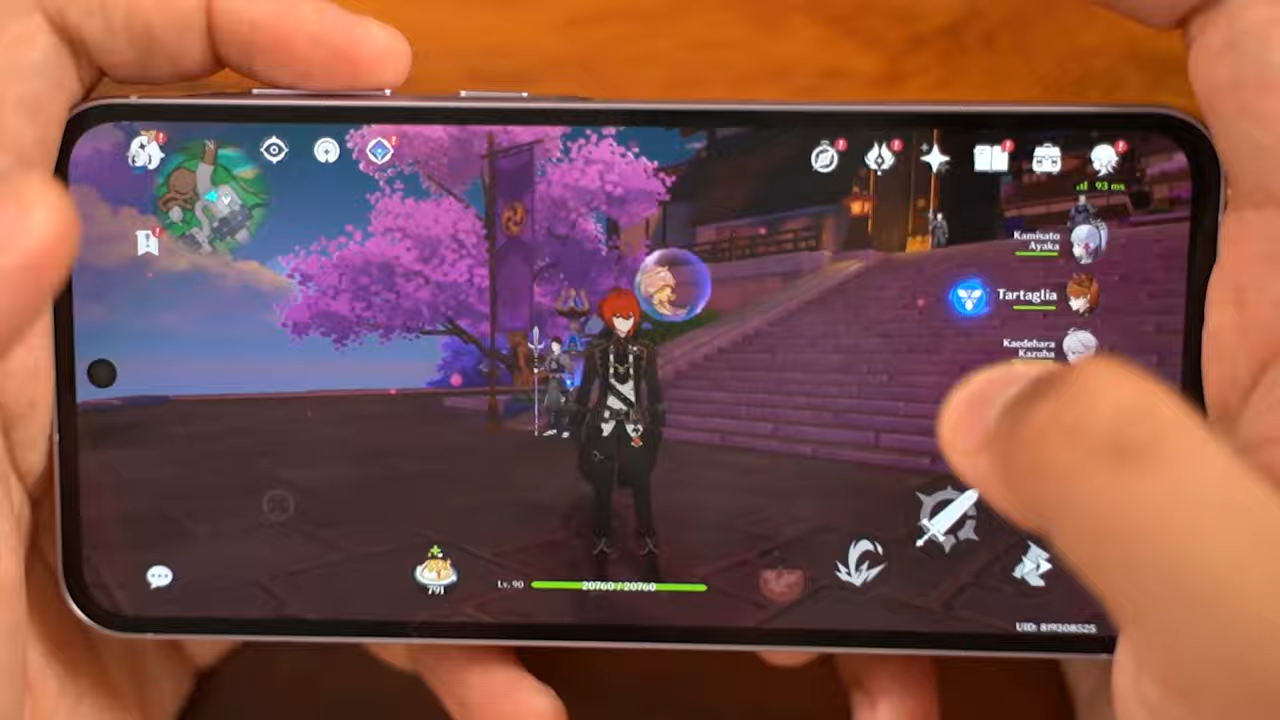 N
93 ms
Kamisato
Ayaka
Tartaglia
Kaedehara
Kazuha
791
Lv. 90
20760 / 20760
UID: 819308525